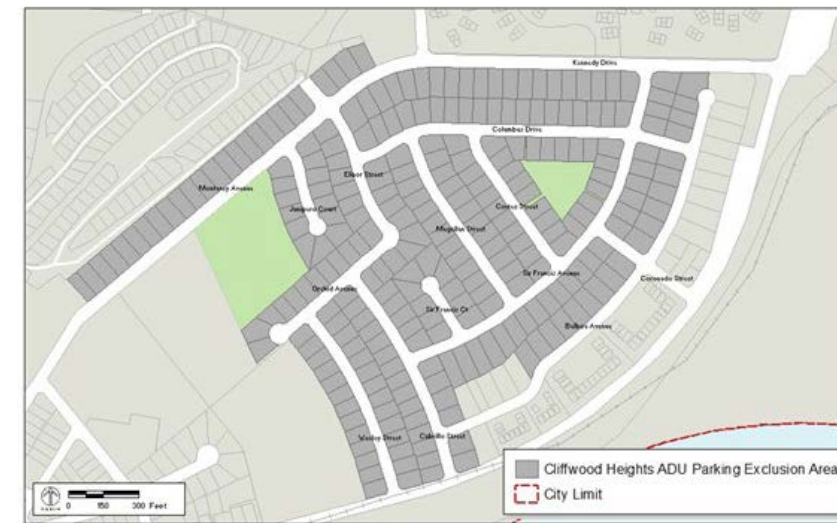 Kennedy Drive
Columbus Drive
Monterey Avenue
Elinor Street
Junipero Court
Cortez Street
Magellan Street
Sir Francis Avenue
Orchid Avenue
Coronado Street
Sir Francis Ct
Balboa Avenue
Wesley Street
Cabrillo Street
Cliffwood Heights ADU Parking Exclusion Area
City Limit
0 150 300 Feet